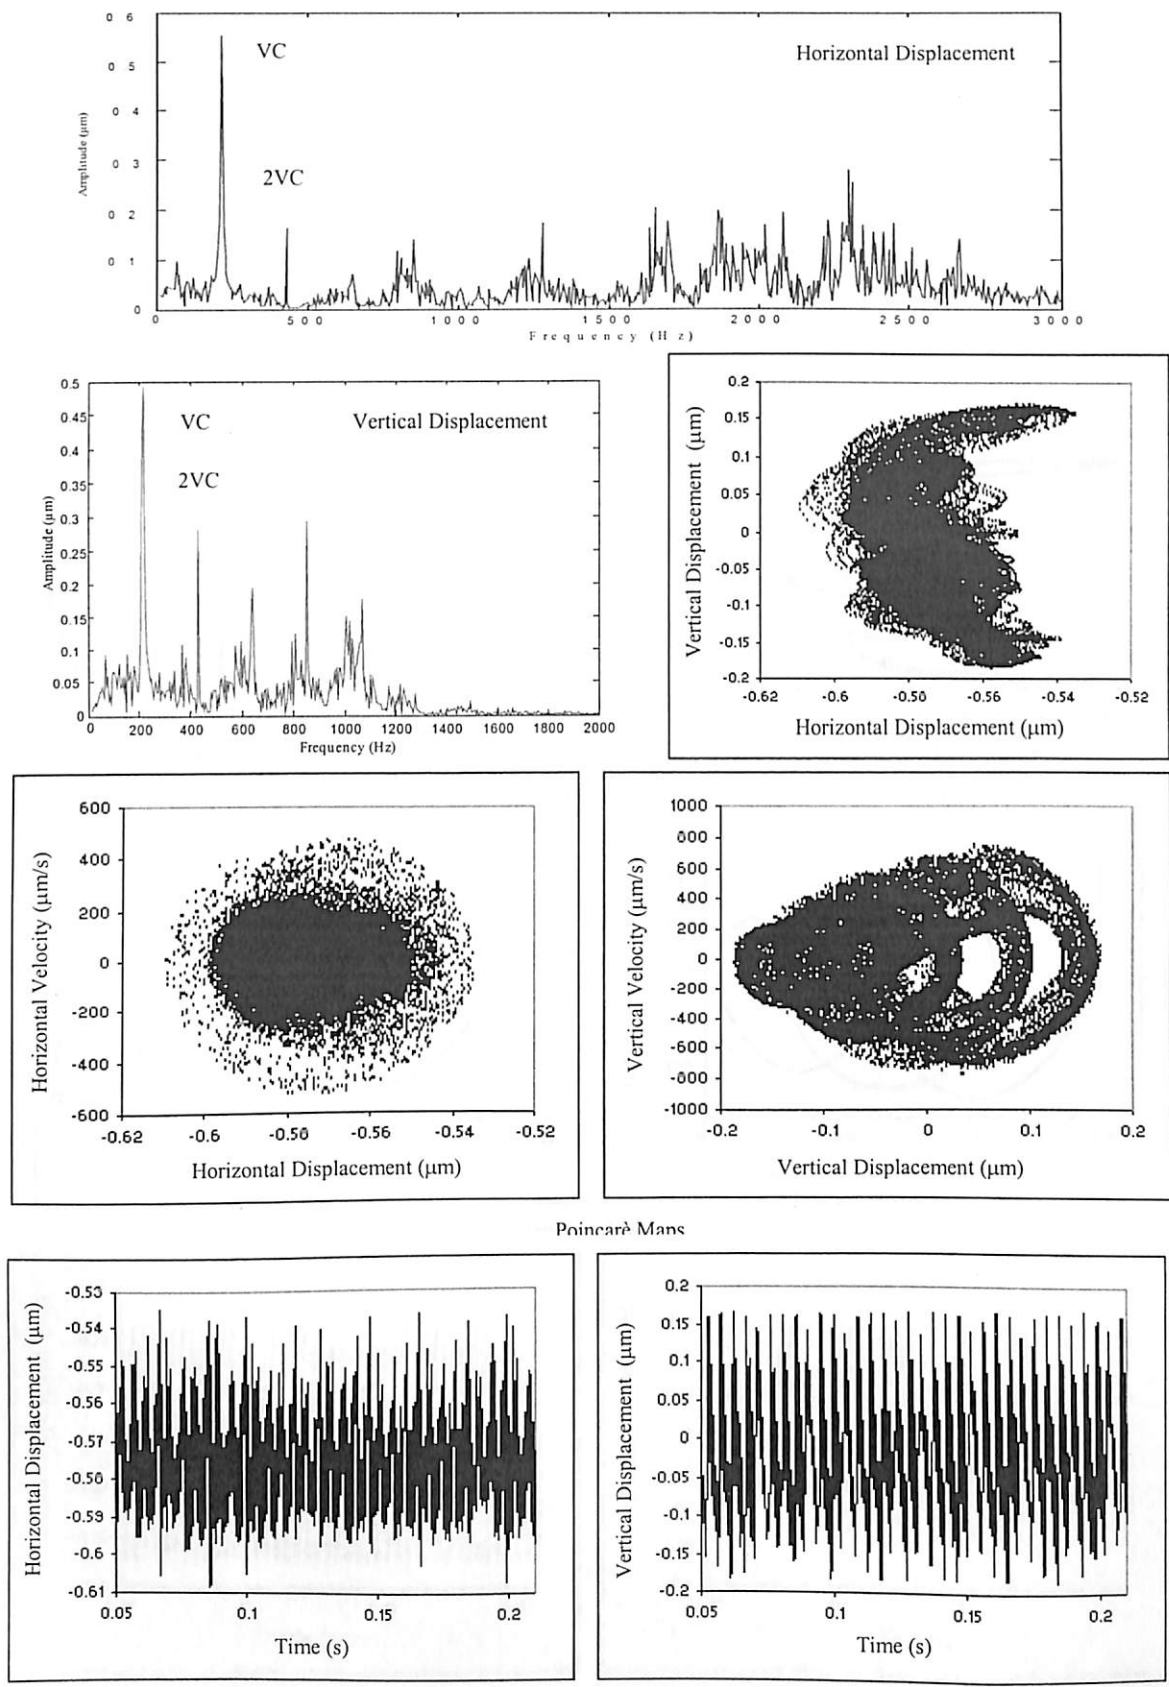 0 6
VC
Horizontal Displacement
0 5
0 4
Amplitude (µm)
0 3
2VC
0 2
0 1
0
0 500 1000 1500 2000 2500 3000
Frequency (Hz)
0.5
VC
Vertical Displacement
0.45
0.4
2VC
0.35
Amplitude (µm)
0.3
0.25
0.2
0.15
0.1
0.05
0
0 200 400 600 800 1000 1200 1400 1600 1800 2000
Frequency (Hz)
0.2
0.15
0.1
0.05
0
-0.05
-0.1
-0.15
-0.2
Vertical Displacement (µm)
-0.62 -0.6 -0.50 -0.56 -0.54 -0.52
Horizontal Displacement (µm)
600
400
200
0
-200
-400
-600
Horizontal Velocity (µm/s)
-0.62 -0.6 -0.50 -0.56 -0.54 -0.52
Horizontal Displacement (µm)
1000
800
600
400
200
0
-200
-400
-600
-800
-1000
Vertical Velocity (µm/s)
-0.2 -0.1 0 0.1 0.2
Vertical Displacement (µm)
Poincarè Maps
-0.53
-0.54
-0.55
-0.56
-0.57
-0.50
-0.59
-0.6
-0.61
Horizontal Displacement (µm)
0.05 0.1 0.15 0.2
Time (s)
0.2
0.15
0.1
0.05
0
-0.05
-0.1
-0.15
-0.2
Vertical Displacement (µm)
0.05 0.1 0.15 0.2
Time (s)